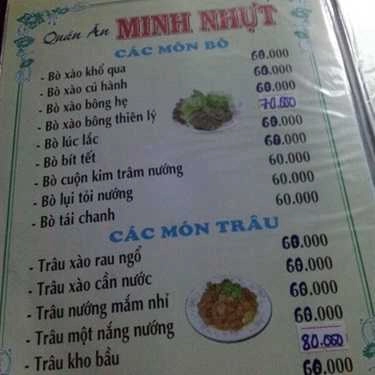 Quán Ăn MINH NHỰT
CÁC MÓN BÒ
- Bò xào khổ qua 60.000
- Bò xào củ hành 60.000
- Bò xào bông hẹ 60.000
- Bò xào bông thiên lý 70.000
- Bò lúc lắc 60.000
- Bò bít tết 60.000
- Bò cuộn kim trâm nướng 60.000
- Bò lụi tỏi nướng 60.000
- Bò tái chanh 60.000
CÁC MÓN TRÂU
- Trâu xào rau ngổ 60.000
- Trâu xào cần nước 60.000
- Trâu nướng mắm nhỉ 60.000
- Trâu một nắng nướng 80.000
- Trâu kho bầu 60.000